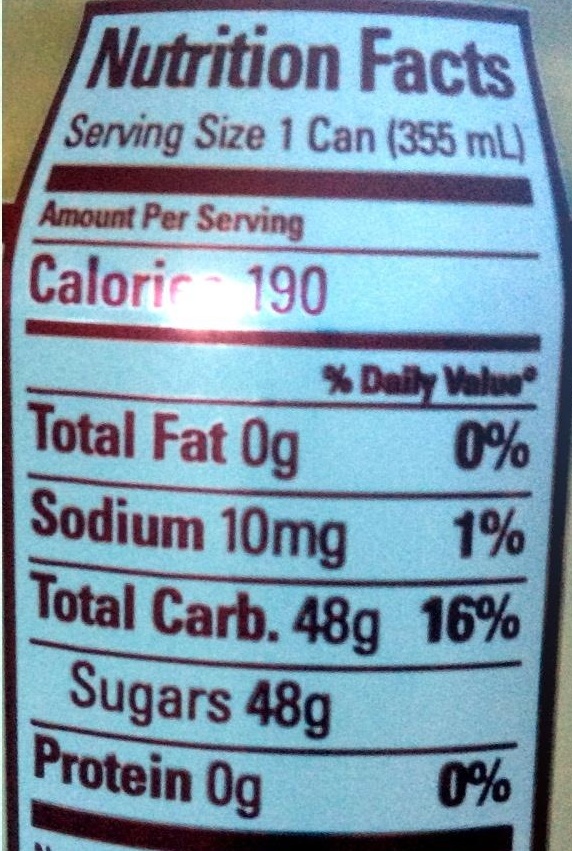 Nutrition Facts
Serving Size 1 Can (355 mL)
Amount Per Serving
Calories 190
% Daily Value*
Total Fat 0g 0%
Sodium 10mg 1%
Total Carb. 48g 16%
Sugars 48g
Protein 0g 0%